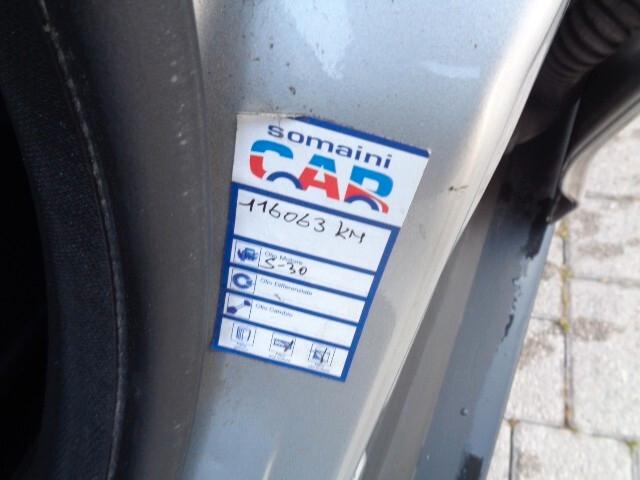 somaini
CAR
116063 KM
Olio Motore
5-30
Olio Differenziale
Olio Cambio